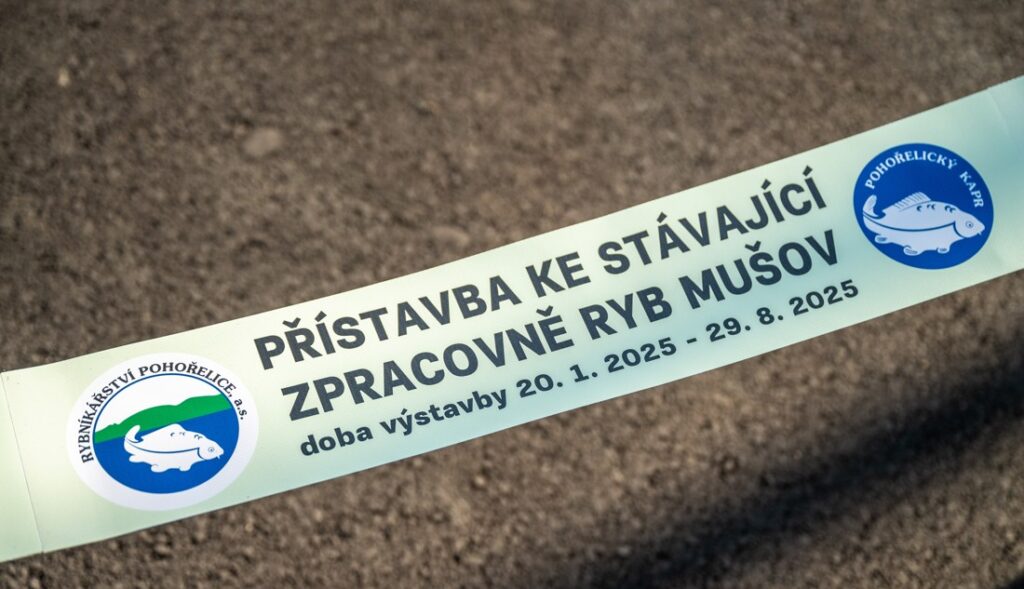 RYBNÍKÁŘSTVÍ POHOŘELICE, a.s.
PŘÍSTAVBA KE STÁVAJÍCÍ
ZPRACOVNĚ RYB MUŠOV
doba výstavby 20. 1. 2025 - 29. 8. 2025
POHOŘELICKÝ KAPR